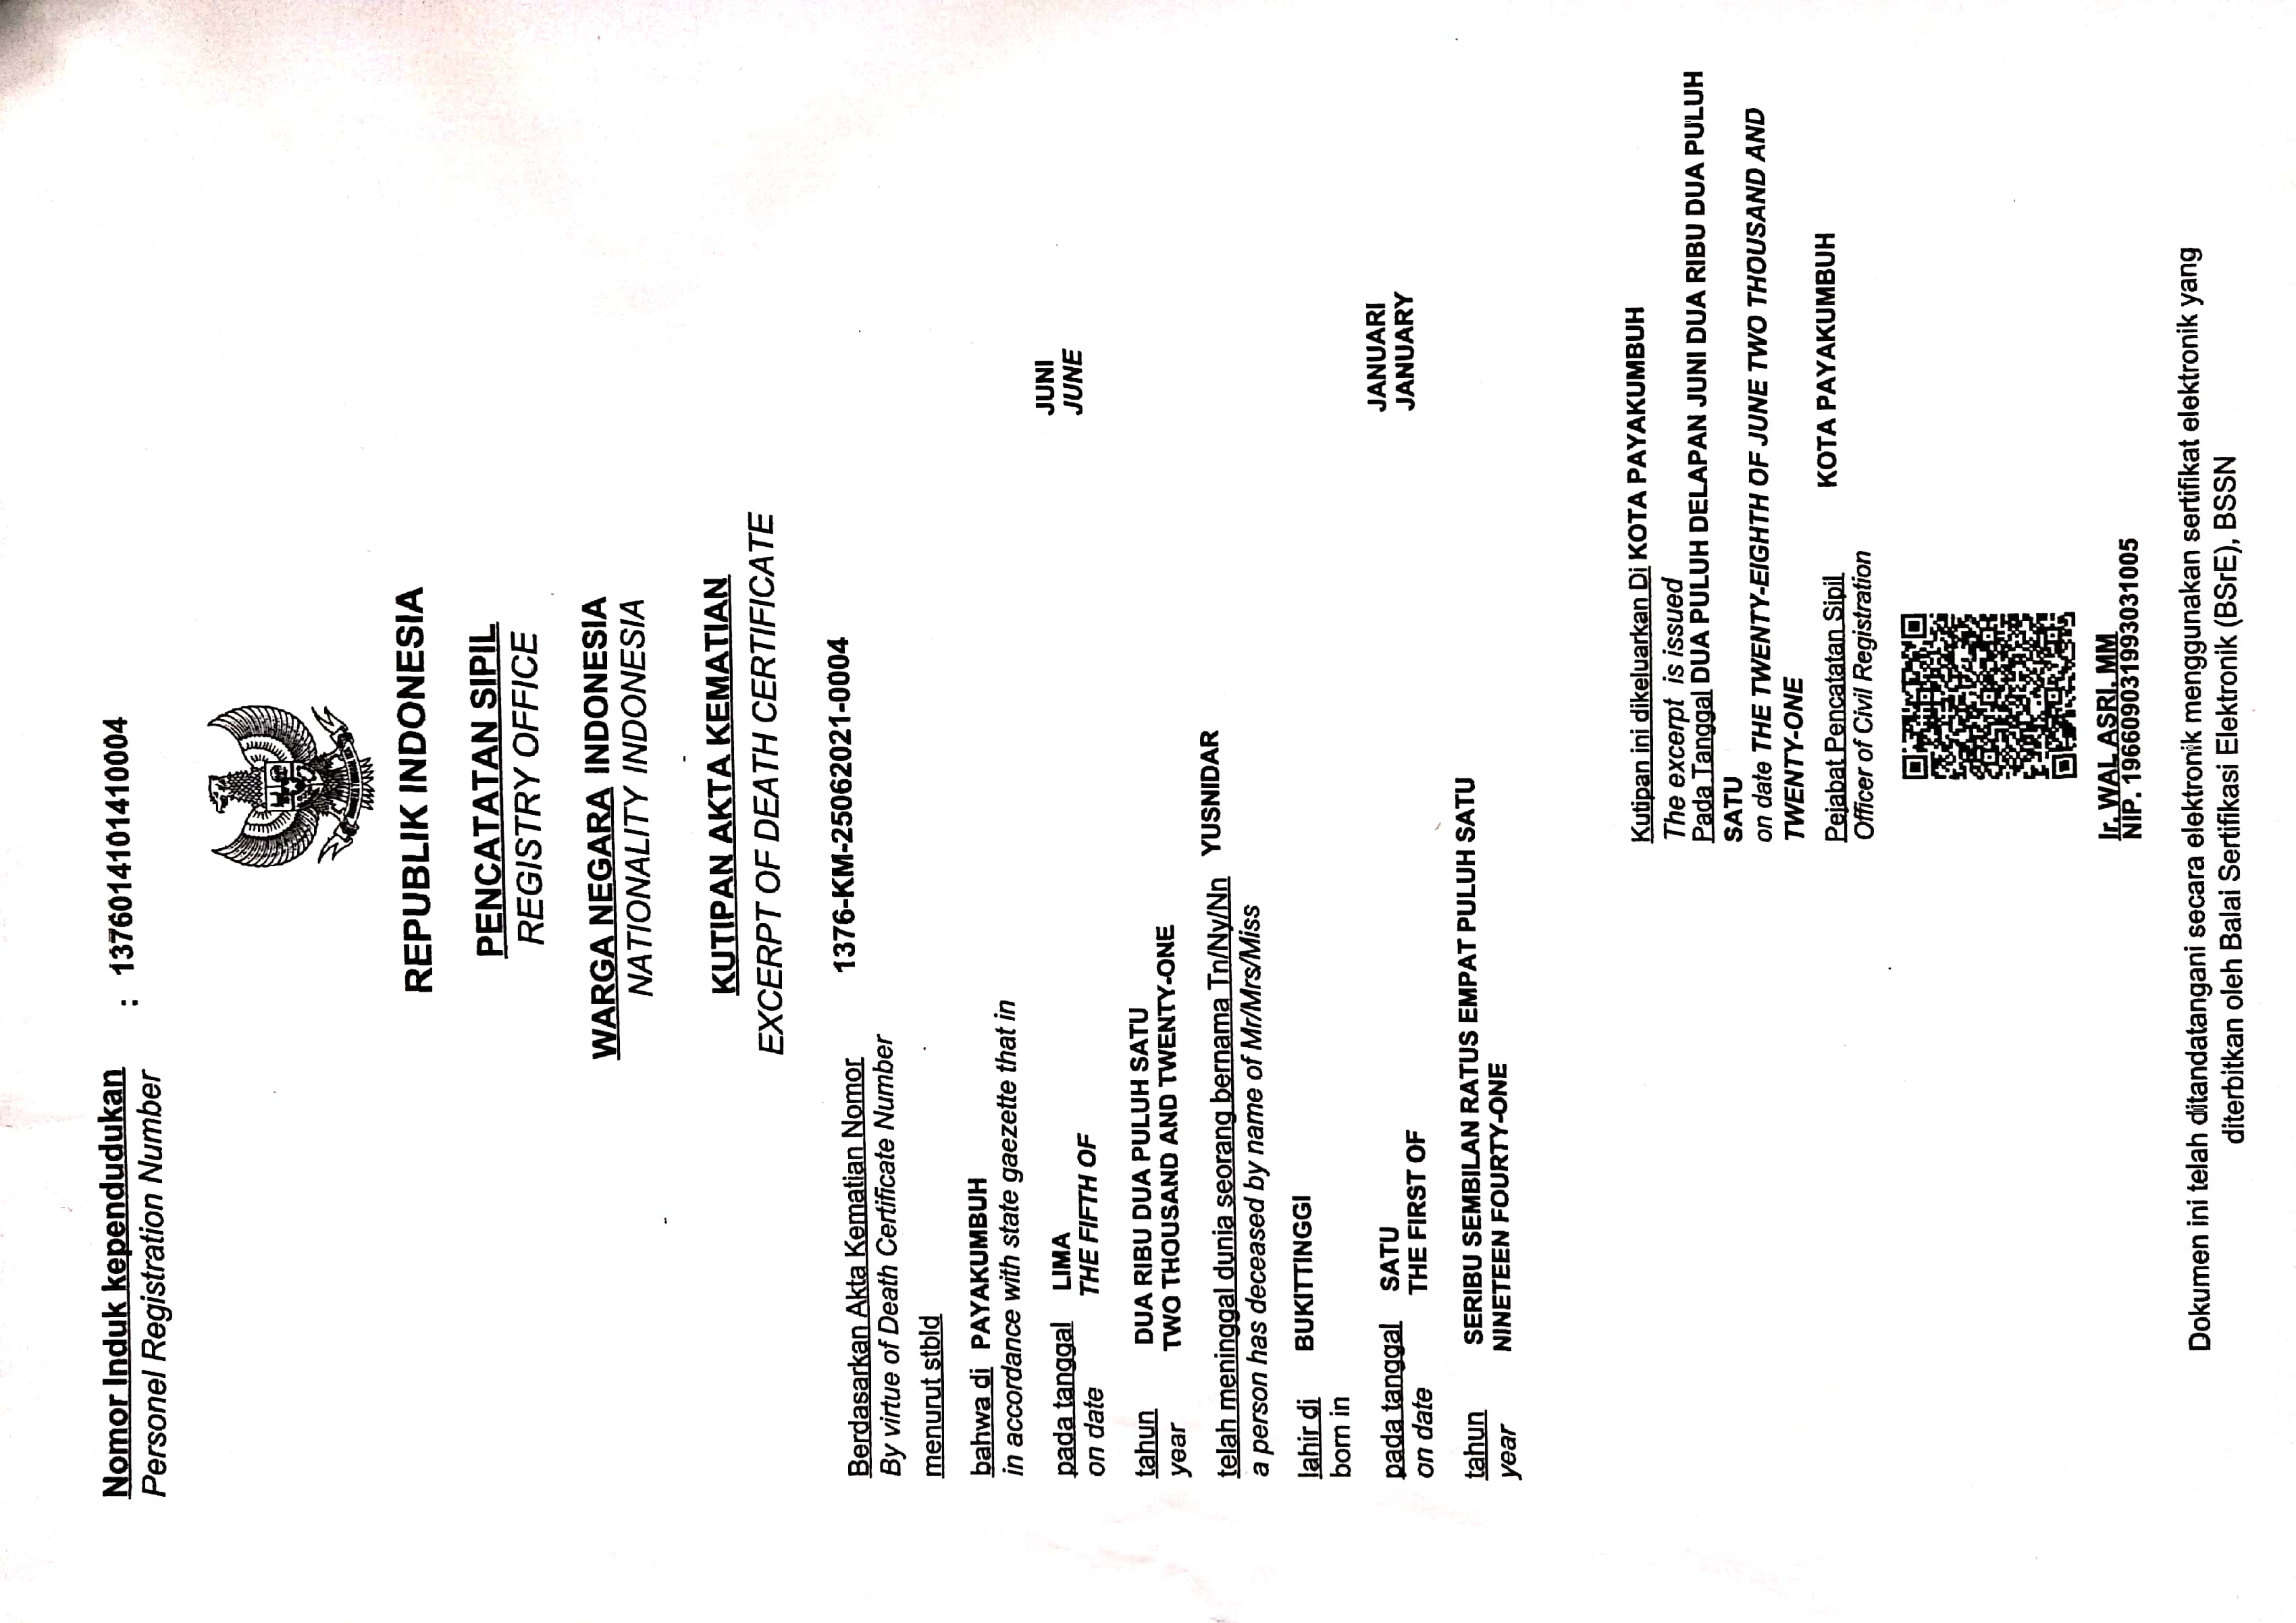 Nomor Induk kependudukan : 1376014101410004
Personel Registration Number
REPUBLIK INDONESIA
PENCATATAN SIPIL
REGISTRY OFFICE
WARGA NEGARA INDONESIA
NATIONALITY INDONESIA
KUTIPAN AKTA KEMATIAN
EXCERPT OF DEATH CERTIFICATE
Berdasarkan Akta Kematian Nomor 1376-KM-25062021-0004
By virtue of Death Certificate Number
menurut stbld
bahwa di PAYAKUMBUH
in accordance with state gaezette that in
pada tanggal LIMA JUNI
on date THE FIFTH OF JUNE
tahun DUA RIBU DUA PULUH SATU
year TWO THOUSAND AND TWENTY-ONE
telah meninggal dunia seorang bernama Tn/Ny/Nn YUSNIDAR
a person has deceased by name of Mr/Mrs/Miss
lahir di BUKITTINGGI
born in
pada tanggal SATU JANUARI
on date THE FIRST OF JANUARY
tahun SERIBU SEMBILAN RATUS EMPAT PULUH SATU
year NINETEEN FOURTY-ONE
Kutipan ini dikeluarkan Di KOTA PAYAKUMBUH
The excerpt is issued
Pada Tanggal DUA PULUH DELAPAN JUNI DUA RIBU DUA PULUH
SATU
on date THE TWENTY-EIGHTH OF JUNE TWO THOUSAND AND
TWENTY-ONE
Pejabat Pencatatan Sipil KOTA PAYAKUMBUH
Officer of Civil Registration
Ir. WAL ASRI, MM
NIP. 196609031993031005
Dokumen ini telah ditandatangani secara elektronik menggunakan sertifikat elektronik yang
diterbitkan oleh Balai Sertifikasi Elektronik (BSrE), BSSN